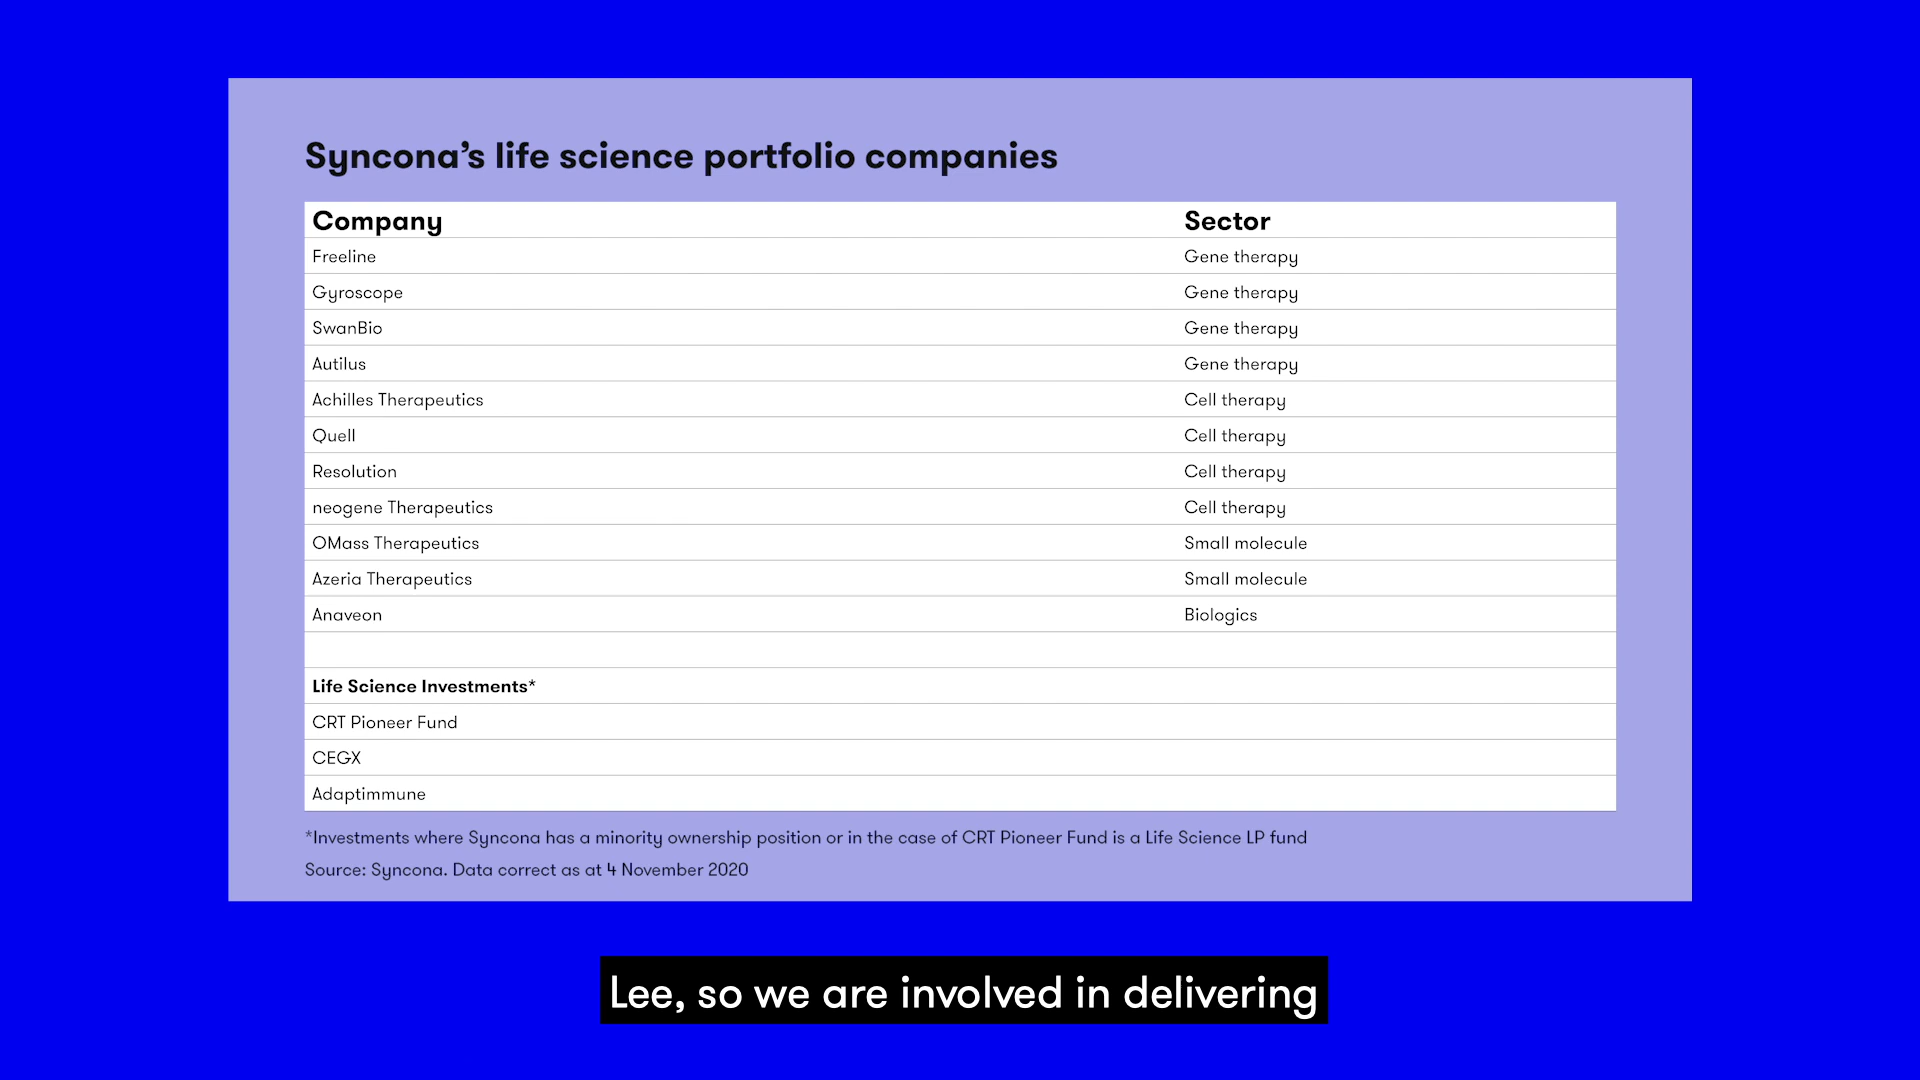 Syncona’s life science portfolio companies
Company Sector
Freeline Gene therapy
Gyroscope Gene therapy
SwanBio Gene therapy
Autilus Gene therapy
Achilles Therapeutics Cell therapy
Quell Cell therapy
Resolution Cell therapy
neogene Therapeutics Cell therapy
OMass Therapeutics Small molecule
Azeria Therapeutics Small molecule
Anaveon Biologics
Life Science Investments*
CRT Pioneer Fund
CEGX
Adaptimmune
*Investments where Syncona has a minority ownership position or in the case of CRT Pioneer Fund is a Life Science LP fund
Source: Syncona. Data correct as at 4 November 2020
Lee, so we are involved in delivering